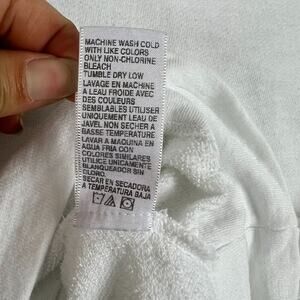 MACHINE WASH COLD
WITH LIKE COLORS
ONLY NON-CHLORINE
BLEACH
TUMBLE DRY LOW
LAVAGE EN MACHINE
A L'EAU FROIDE AVEC
DES COULEURS
SEMBLABLES UTILISER
UNIQUEMENT L'EAU DE
JAVEL NON SECHER A
BASSE TEMPERATURE
LAVAR A MAQUINA EN
AGUA FRIA CON
COLORES SIMILARES
UTILICE UNICAMENTE
BLANQUEADOR SIN
CLORO.
SECAR EN SECADORA
A TEMPERATURA BAJA